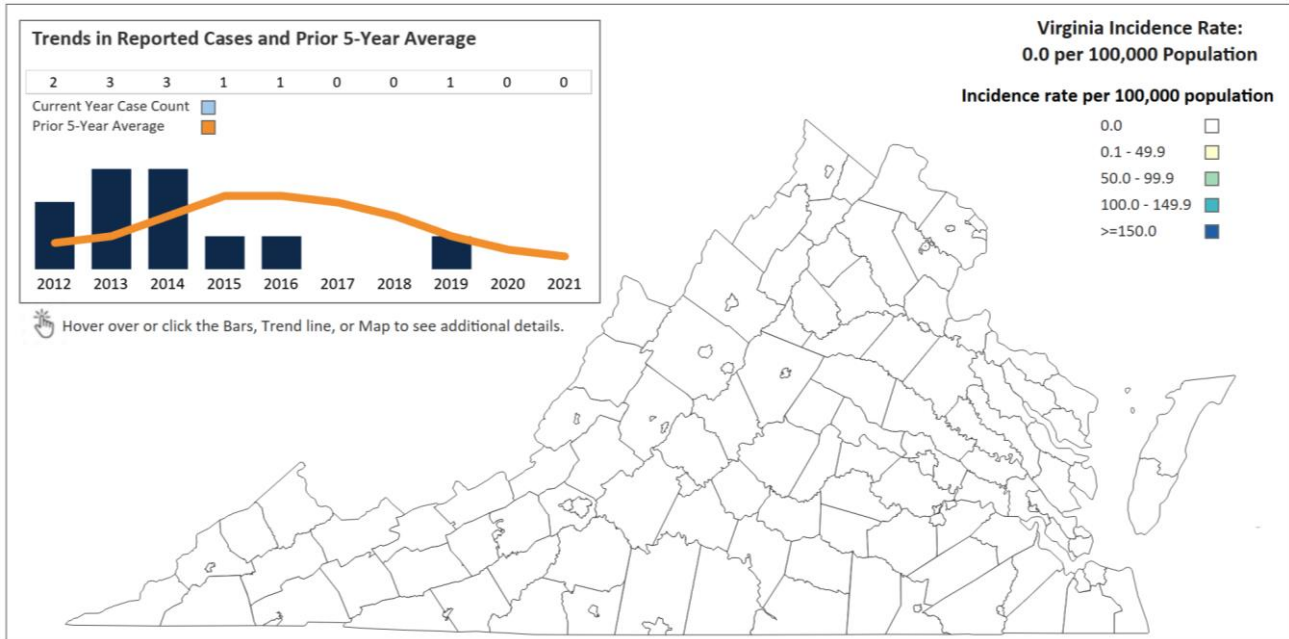 Trends in Reported Cases and Prior 5-Year Average
2 3 3 1 1 0 0 1 0 0
Current Year Case Count
Prior 5-Year Average
2012 2013 2014 2015 2016 2017 2018 2019 2020 2021
Hover over or click the Bars, Trend line, or Map to see additional details.
Virginia Incidence Rate:
0.0 per 100,000 Population
Incidence rate per 100,000 population
0.0
0.1 - 49.9
50.0 - 99.9
100.0 - 149.9
>=150.0